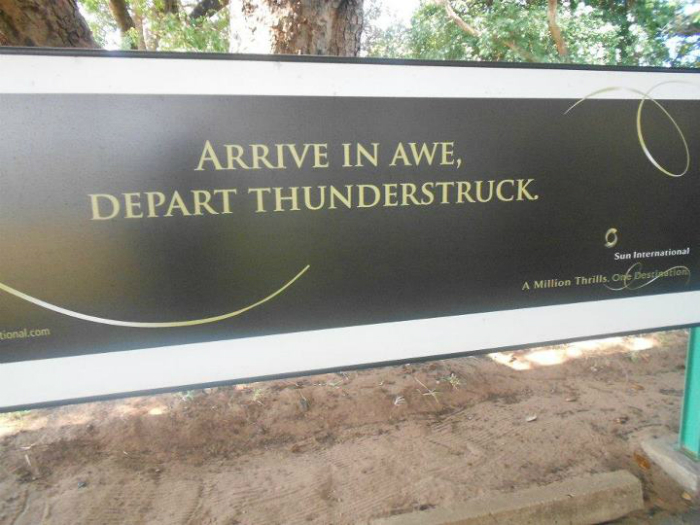 ARRIVE IN AWE,
DEPART THUNDERSTRUCK.
Sun International
A Million Thrills. One Destination.
tional.com